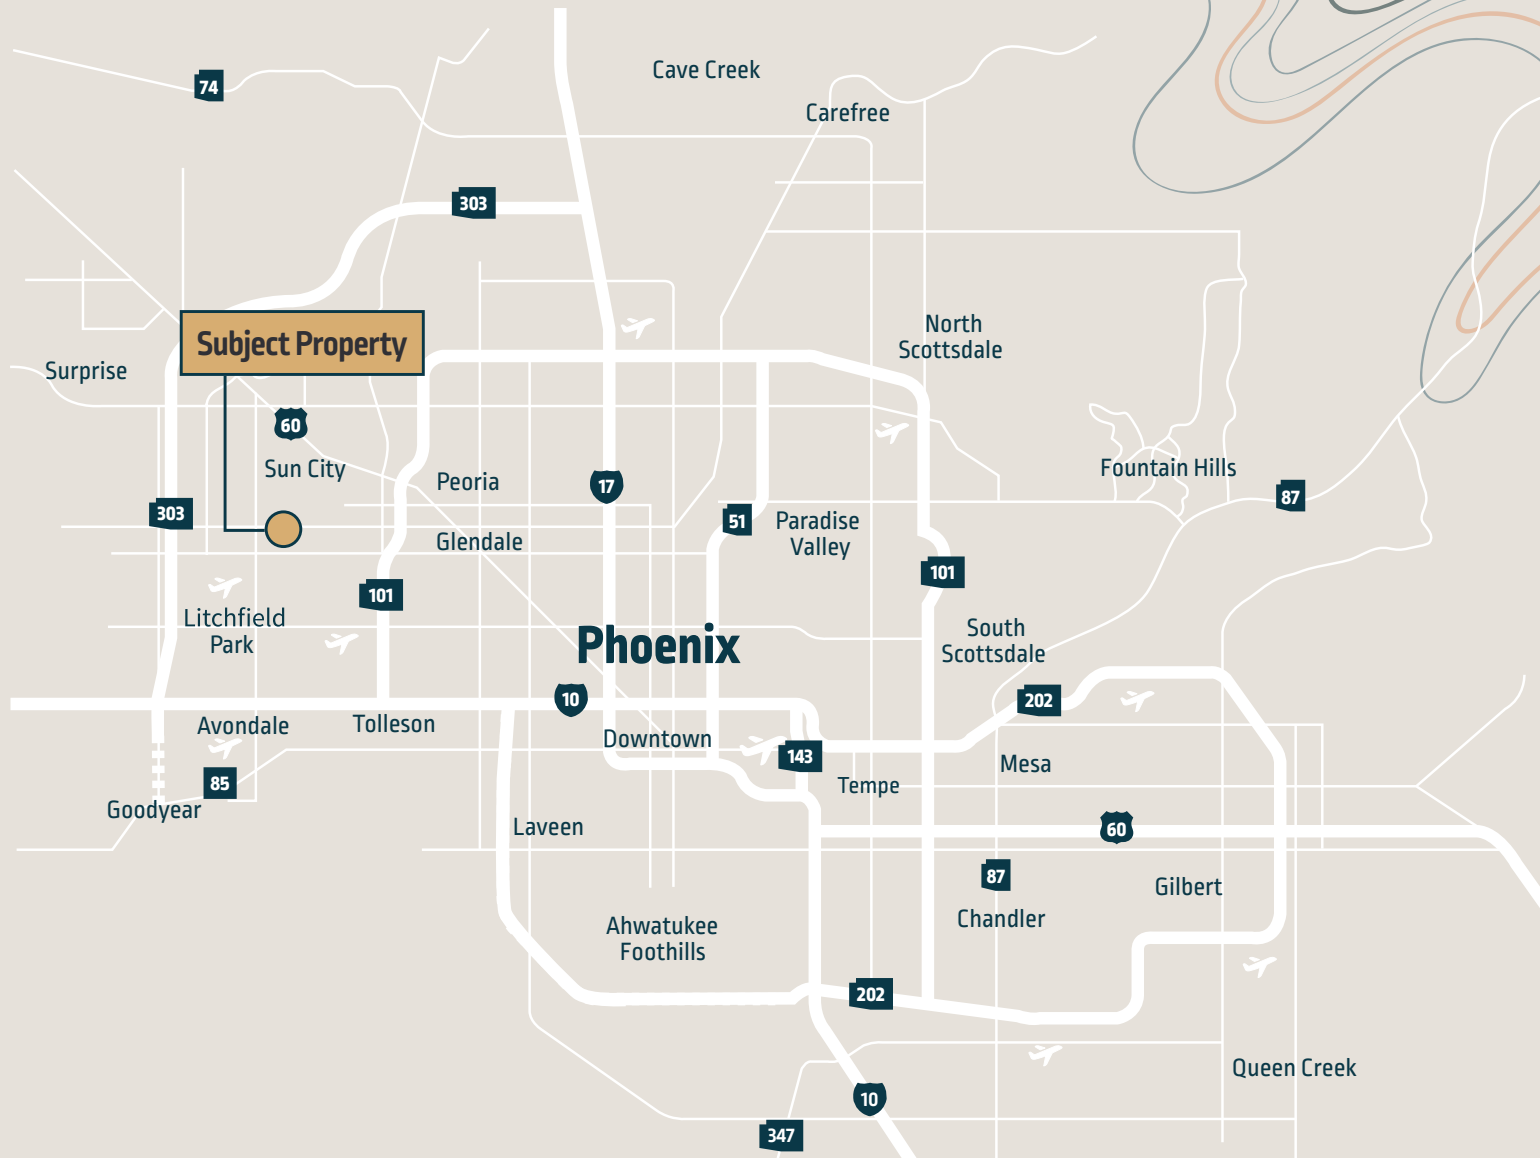 Cave Creek
74
Carefree
303
North
Scottsdale
Subject Property
Surprise
60
Sun City
Peoria
17
Fountain Hills
87
303
51
Paradise
Valley
Glendale
101
101
Litchfield
Park
Phoenix
South
Scottsdale
10
202
Avondale
Tolleson
Downtown
143
Mesa
85
Tempe
Goodyear
Laveen
60
87
Gilbert
Chandler
Ahwatukee
Foothills
202
Queen Creek
10
347